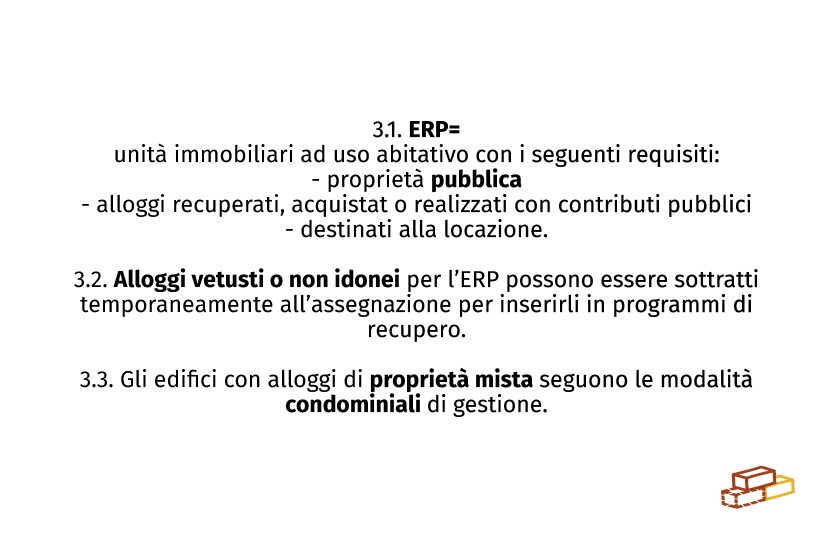 3.1. ERP=
unità immobiliari ad uso abitativo con i seguenti requisiti:
- proprietà pubblica
- alloggi recuperati, acquistat o realizzati con contributi pubblici
- destinati alla locazione.
3.2. Alloggi vetusti o non idonei per l’ERP possono essere sottratti
temporaneamente all’assegnazione per inserirli in programmi di
recupero.
3.3. Gli edifici con alloggi di proprietà mista seguono le modalità
condominiali di gestione.